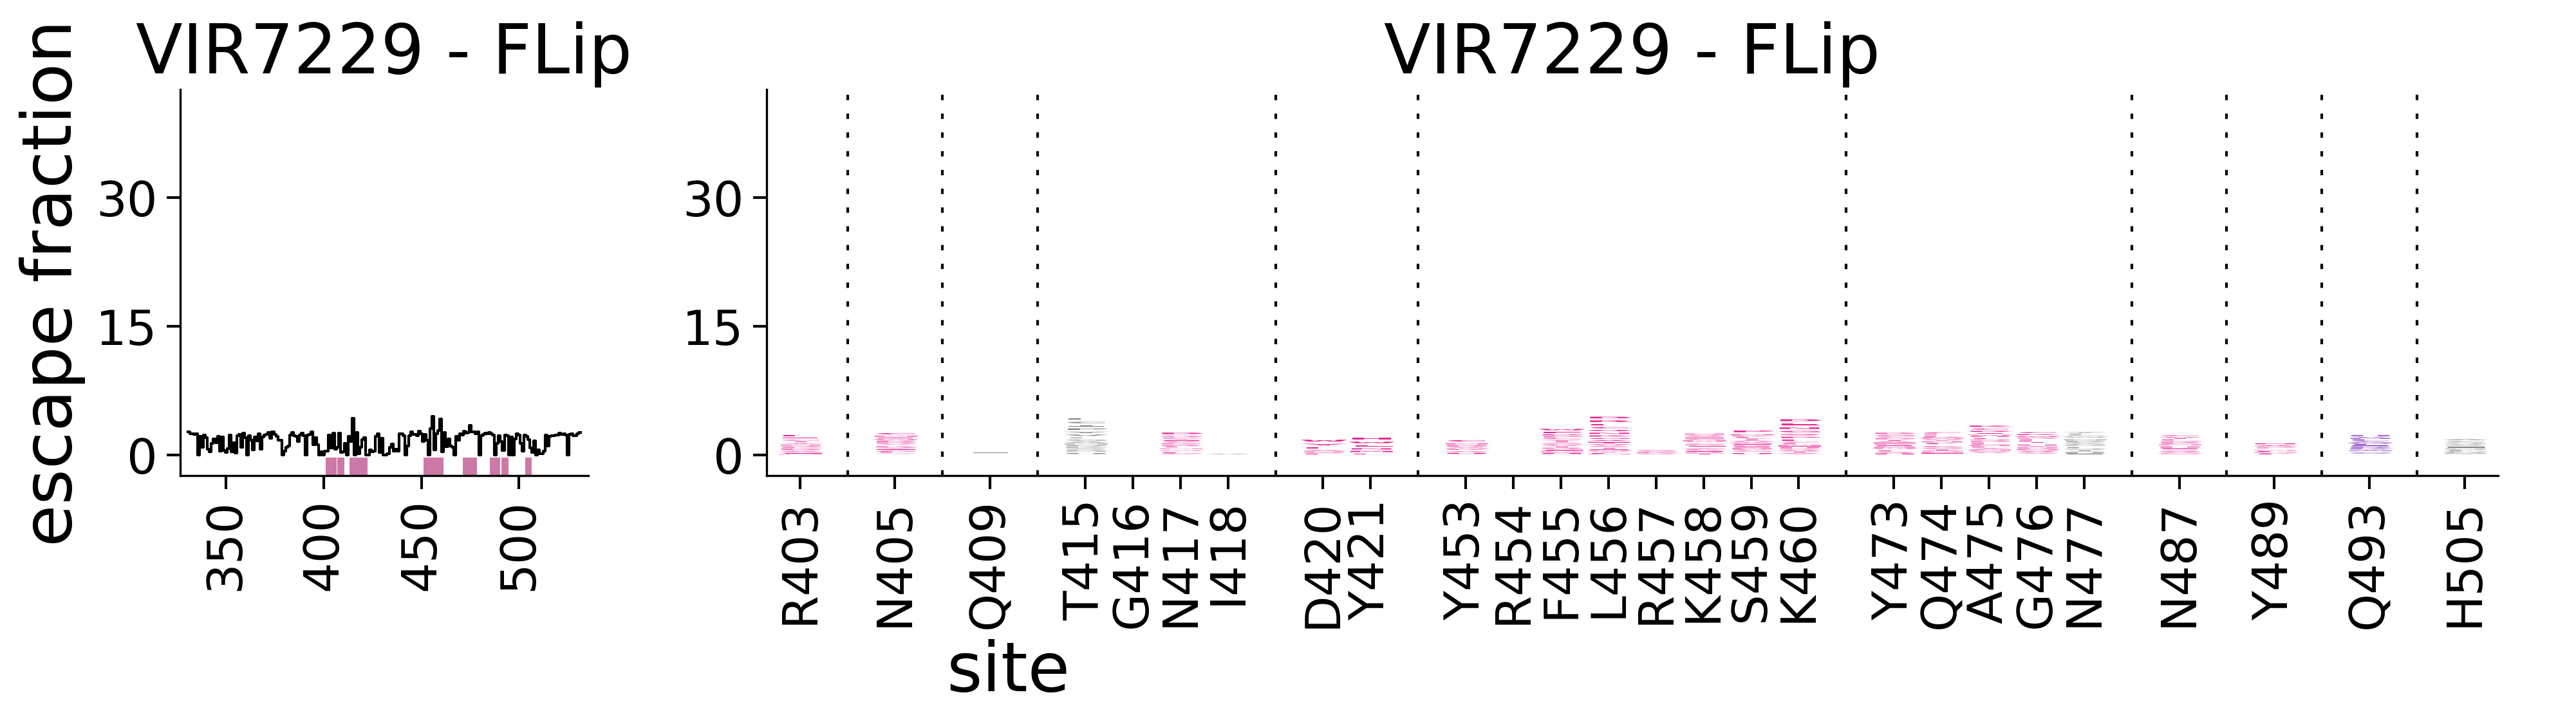 VIR7229 - FLip
VIR7229 - FLip
escape fraction
30
15
0
30
15
0
350
400
450
500
R403
N405
Q409
T415
G416
N417
I418
D420
Y421
Y453
R454
F455
L456
R457
K458
S459
K460
Y473
Q474
A475
G476
N477
N487
Y489
Q493
H505
site